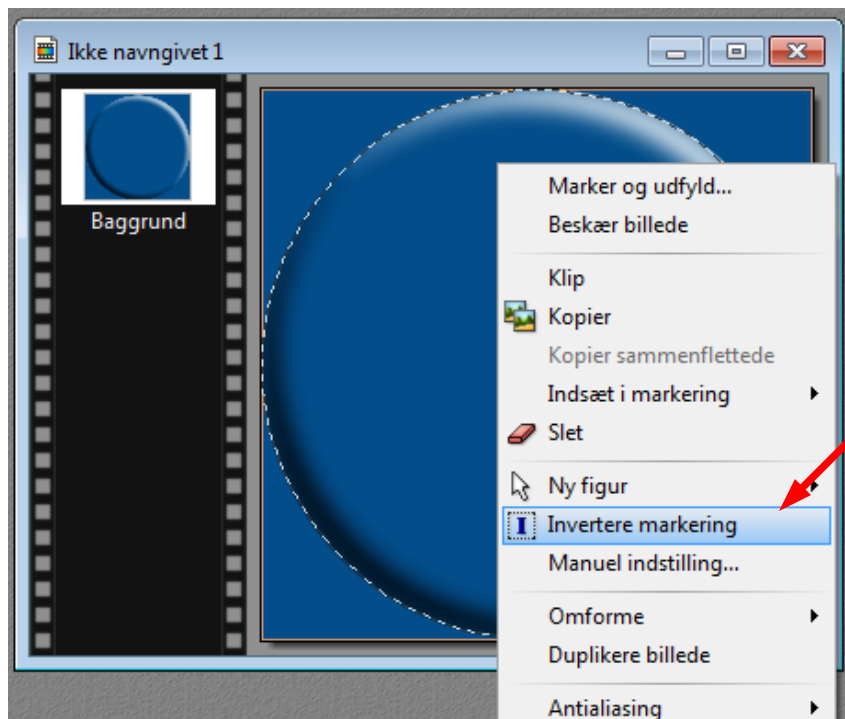 Ikke navngivet 1
Baggrund
Marker og udfyld...
Beskær billede
Klip
Kopier
Kopier sammenflettede
Indsæt i markering
Slet
Ny figur
Invertere markering
Manuel indstilling...
Omforme
Duplikere billede
Antialiasing